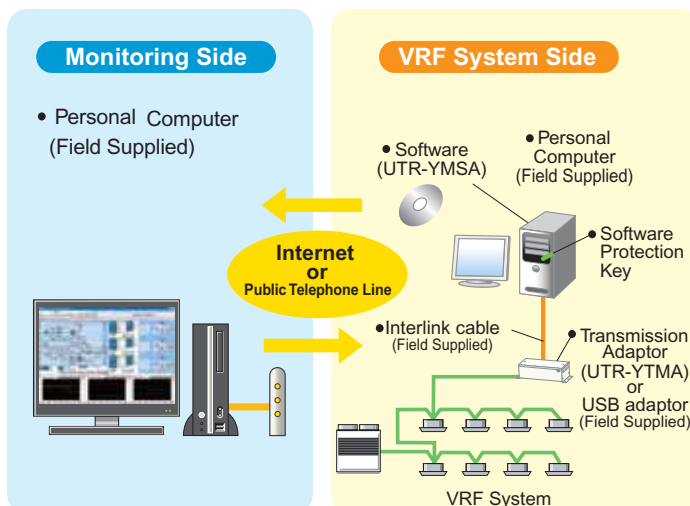 Monitoring Side
• Personal Computer
(Field Supplied)
Internet
or
Public Telephone Line
VRF System Side
• Software
(UTR-YMSA)
• Personal
Computer
(Field Supplied)
• Software
Protection
Key
• Interlink cable
(Field Supplied)
• Transmission
Adaptor
(UTR-YTMA)
or
USB adaptor
(Field Supplied)
VRF System